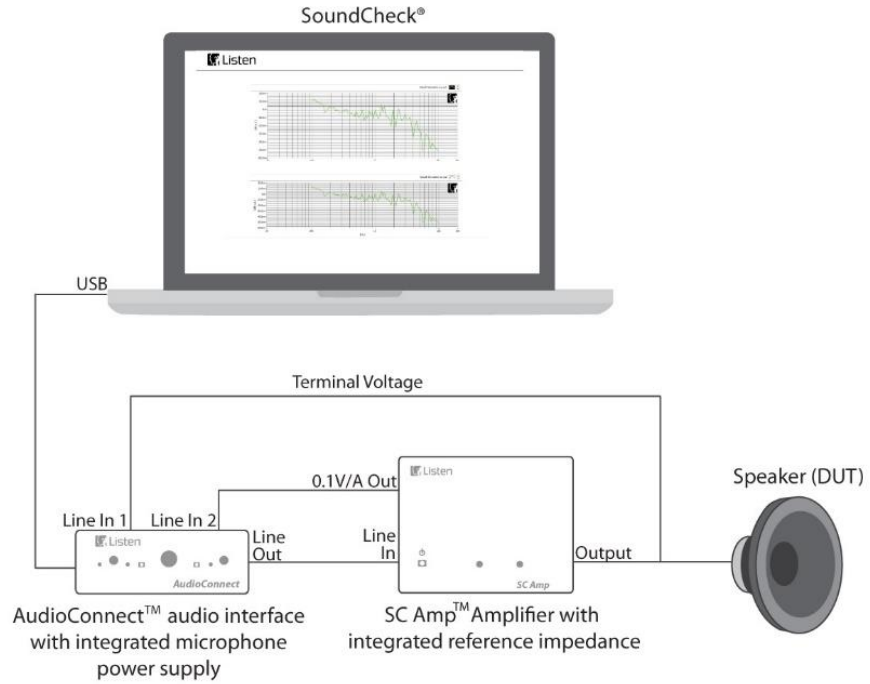 SoundCheck®
Listen
USB
Terminal Voltage
0.1V/A Out
Listen
Speaker (DUT)
Line In 1
Line In 2
Line
Out
Line
In
Output
Listen
AudioConnect
SC Amp
AudioConnect™ audio interface
with integrated microphone
power supply
SC Amp™ Amplifier with
integrated reference impedance